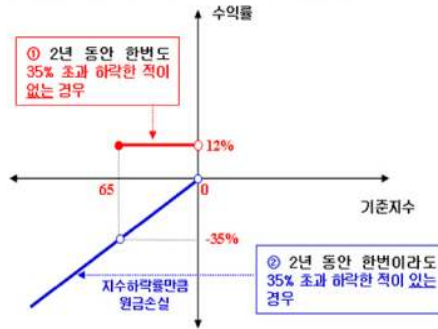 수익률
① 2년 동안 한번도
35% 초과 하락한 적이
없는 경우
12%
65
0
기준지수
-35%
지수하락률만큼
원금손실
② 2년 동안 한번이라도
35% 초과 하락한 적이 있는
경우